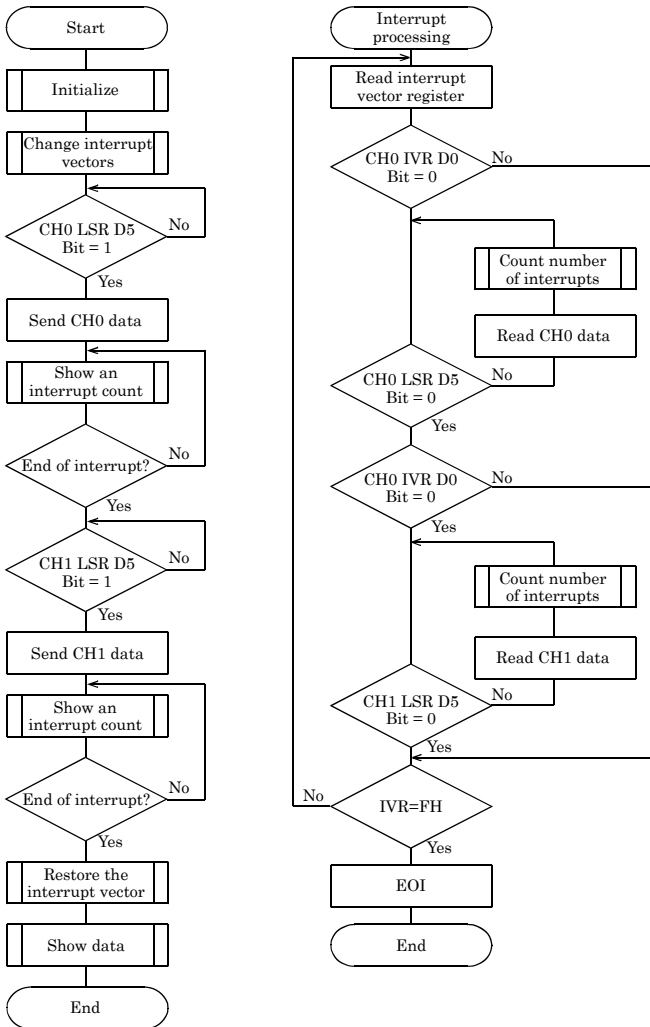 Start
Initialize
Change interrupt
vectors
CH0 LSR D5
Bit = 1
No
Yes
Send CH0 data
Show an
interrupt count
End of interrupt?
No
Yes
CH1 LSR D5
Bit = 1
No
Yes
Send CH1 data
Show an
interrupt count
End of interrupt?
No
Yes
Restore the
interrupt vector
Show data
End
Interrupt
processing
Read interrupt
vector register
CH0 IVR D0
Bit = 0
No
Count number
of interrupts
Read CH0 data
CH0 LSR D5
Bit = 0
No
Yes
CH0 IVR D0
Bit = 0
No
Yes
Count number
of interrupts
Read CH1 data
CH1 LSR D5
Bit = 0
No
Yes
IVR=FH
No
Yes
EOI
End